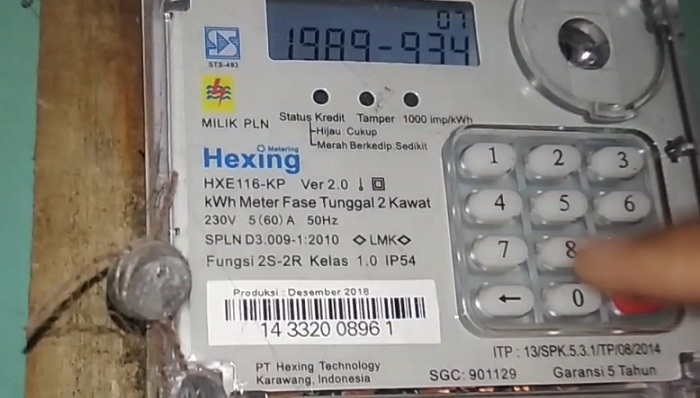 07
1989-934
STS-493
MILIK PLN
Status Kredit Tamper 1000 imp/kWh
Hijau: Cukup
Merah Berkedip: Sedikit
Hexing Metering
HXE116-KP Ver 2.0
kWh Meter Fase Tunggal 2 Kawat
230V 5(60)A 50Hz
SPLN D3.009-1:2010 LMK
Fungsi 2S-2R Kelas 1.0 IP54
Produksi: Desember 2018
14 3320 0896 1
PT Hexing Technology
Karawang, Indonesia
1 2 3
4 5 6
7 8
← 0
ITP : 13/SPK.5.3.1/TP/08/2014
SGC: 901129 Garansi 5 Tahun